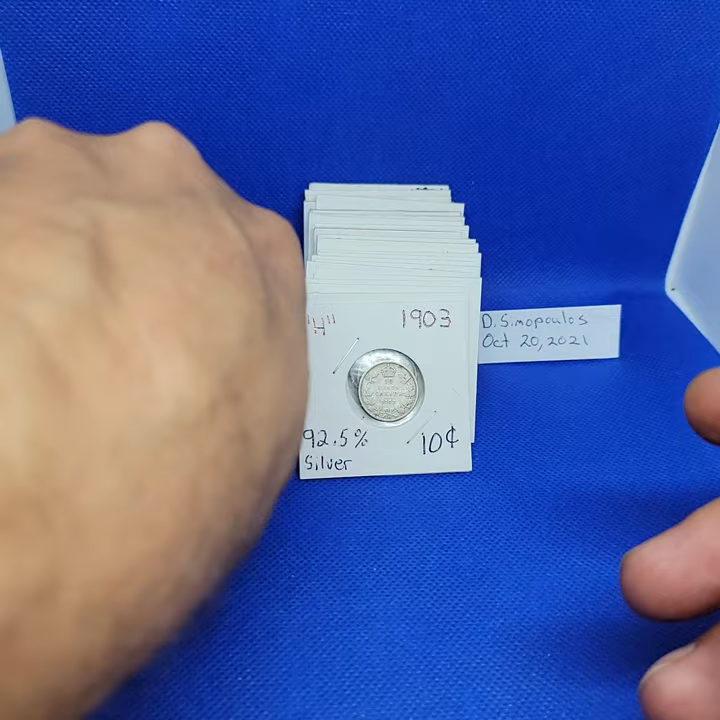 "H" 1903
92.5% 10¢
Silver
D. Simopoulos
Oct 20, 2021